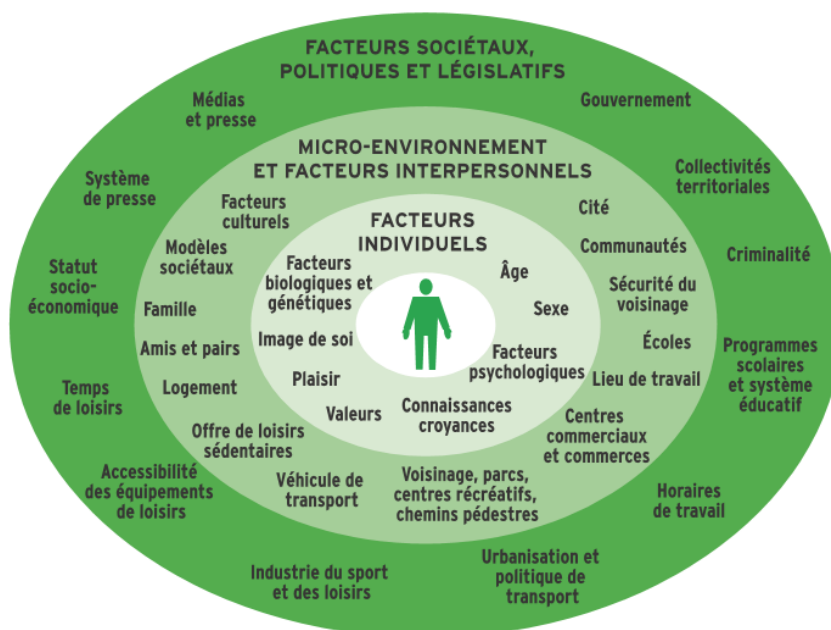 FACTEURS SOCIÉTAUX,
POLITIQUES ET LÉGISLATIFS
Médias
et presse
Gouvernement
Système
de presse
Collectivités
territoriales
Statut
socio-
économique
Criminalité
Temps
de loisirs
Programmes
scolaires
et système
éducatif
Accessibilité
des équipements
de loisirs
Horaires
de travail
Industrie du sport
et des loisirs
Urbanisation et
politique de
transport
MICRO-ENVIRONNEMENT
ET FACTEURS INTERPERSONNELS
Facteurs
culturels
Cité
Modèles
sociétaux
Communautés
Famille
Sécurité du
voisinage
Amis et pairs
Écoles
Logement
Lieu de travail
Offre de loisirs
sédentaires
Centres
commerciaux
et commerces
Véhicule de
transport
Voisinage, parcs,
centres récréatifs,
chemins pédestres
FACTEURS
INDIVIDUELS
Facteurs
biologiques et
génétiques
Âge
Sexe
Image de soi
Facteurs
psychologiques
Plaisir
Valeurs
Connaissances
croyances